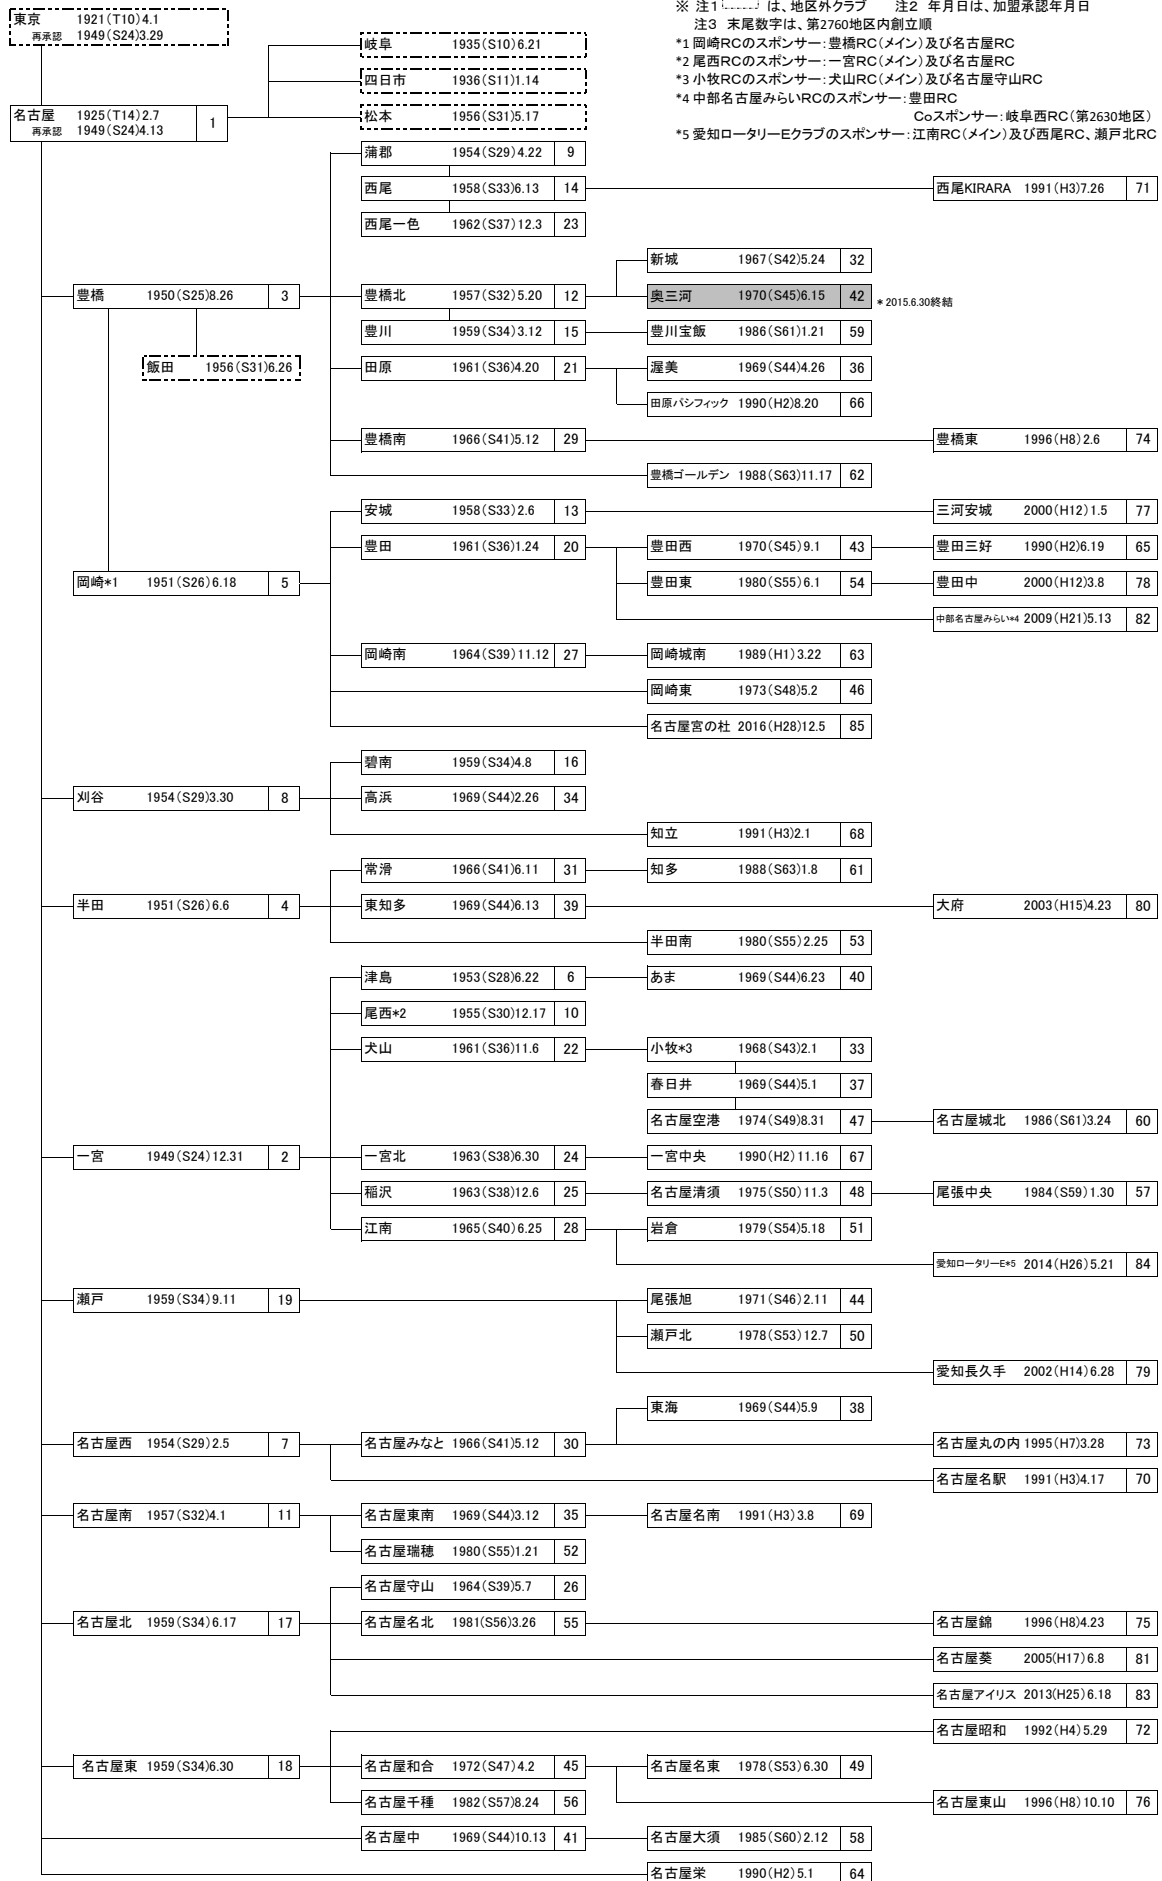 ※ 注1 は、地区外クラブ 注2 年月日は、加盟承認年月日
注3 末尾数字は、第2760地区内創立順
*1 岡崎RCのスポンサー：豊橋RC（メイン）及び名古屋RC
*2 尾西RCのスポンサー：一宮RC（メイン）及び名古屋RC
*3 小牧RCのスポンサー：犬山RC（メイン）及び名古屋守山RC
*4 中部名古屋みらいRCのスポンサー：豊田RC
Coスポンサー：岐阜西RC（第2630地区）
*5 愛知ロータリーEクラブのスポンサー：江南RC（メイン）及び西尾RC、瀬戸北RC
東京 1921（T10）4.1
再承認 1949（S24）3.29
岐阜 1935（S10）6.21
四日市 1936（S11）1.14
名古屋 1925（T14）2.7 1
再承認 1949（S24）4.13
松本 1956（S31）5.17
蒲郡 1954（S29）4.22 9
西尾 1958（S33）6.13 14 西尾KIRARA 1991（H3）7.26 71
西尾一色 1962（S37）12.3 23
新城 1967（S42）5.24 32
豊橋 1950（S25）8.26 3 豊橋北 1957（S32）5.20 12 奥三河 1970（S45）6.15 42 * 2015.6.30終結
豊川 1959（S34）3.12 15 豊川宝飯 1986（S61）1.21 59
飯田 1956（S31）6.26 田原 1961（S36）4.20 21 渥美 1969（S44）4.26 36
田原パシフィック 1990（H2）8.20 66
豊橋南 1966（S41）5.12 29 豊橋東 1996（H8）2.6 74
豊橋ゴールデン 1988（S63）11.17 62
安城 1958（S33）2.6 13 三河安城 2000（H12）1.5 77
豊田 1961（S36）1.24 20 豊田西 1970（S45）9.1 43 豊田三好 1990（H2）6.19 65
岡崎*1 1951（S26）6.18 5 豊田東 1980（S55）6.1 54 豊田中 2000（H12）3.8 78
中部名古屋みらい*4 2009（H21）5.13 82
岡崎南 1964（S39）11.12 27 岡崎城南 1989（H1）3.22 63
岡崎東 1973（S48）5.2 46
名古屋宮の杜 2016（H28）12.5 85
碧南 1959（S34）4.8 16
刈谷 1954（S29）3.30 8 高浜 1969（S44）2.26 34
知立 1991（H3）2.1 68
常滑 1966（S41）6.11 31 知多 1988（S63）1.8 61
半田 1951（S26）6.6 4 東知多 1969（S44）6.13 39 大府 2003（H15）4.23 80
半田南 1980（S55）2.25 53
津島 1953（S28）6.22 6 あま 1969（S44）6.23 40
尾西*2 1955（S30）12.17 10
犬山 1961（S36）11.6 22 小牧*3 1968（S43）2.1 33
春日井 1969（S44）5.1 37
名古屋空港 1974（S49）8.31 47 名古屋城北 1986（S61）3.24 60
一宮 1949（S24）12.31 2 一宮北 1963（S38）6.30 24 一宮中央 1990（H2）11.16 67
稲沢 1963（S38）12.6 25 名古屋清須 1975（S50）11.3 48 尾張中央 1984（S59）1.30 57
江南 1965（S40）6.25 28 岩倉 1979（S54）5.18 51
愛知ロータリーE*5 2014（H26）5.21 84
瀬戸 1959（S34）9.11 19 尾張旭 1971（S46）2.11 44
瀬戸北 1978（S53）12.7 50
愛知長久手 2002（H14）6.28 79
東海 1969（S44）5.9 38
名古屋西 1954（S29）2.5 7 名古屋みなと 1966（S41）5.12 30 名古屋丸の内 1995（H7）3.28 73
名古屋名駅 1991（H3）4.17 70
名古屋南 1957（S32）4.1 11 名古屋東南 1969（S44）3.12 35 名古屋名南 1991（H3）3.8 69
名古屋瑞穂 1980（S55）1.21 52
名古屋守山 1964（S39）5.7 26
名古屋北 1959（S34）6.17 17 名古屋名北 1981(S56)3.26 55 名古屋錦 1996（H8）4.23 75
名古屋葵 2005(H17)6.8 81
名古屋アイリス 2013(H25)6.18 83
名古屋昭和 1992（H4）5.29 72
名古屋東 1959（S34）6.30 18 名古屋和合 1972（S47）4.2 45 名古屋名東 1978（S53）6.30 49
名古屋千種 1982（S57）8.24 56 名古屋東山 1996（H8）10.10 76
名古屋中 1969（S44）10.13 41 名古屋大須 1985（S60）2.12 58
名古屋栄 1990（H2）5.1 64